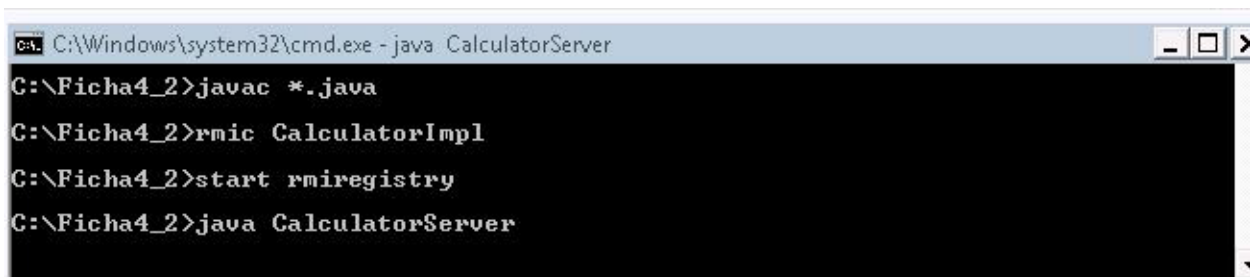 C:\Windows\system32\cmd.exe - java CalculatorServer
C:\Ficha4_2>javac *.java
C:\Ficha4_2>rmic CalculatorImpl
C:\Ficha4_2>start rmiregistry
C:\Ficha4_2>java CalculatorServer